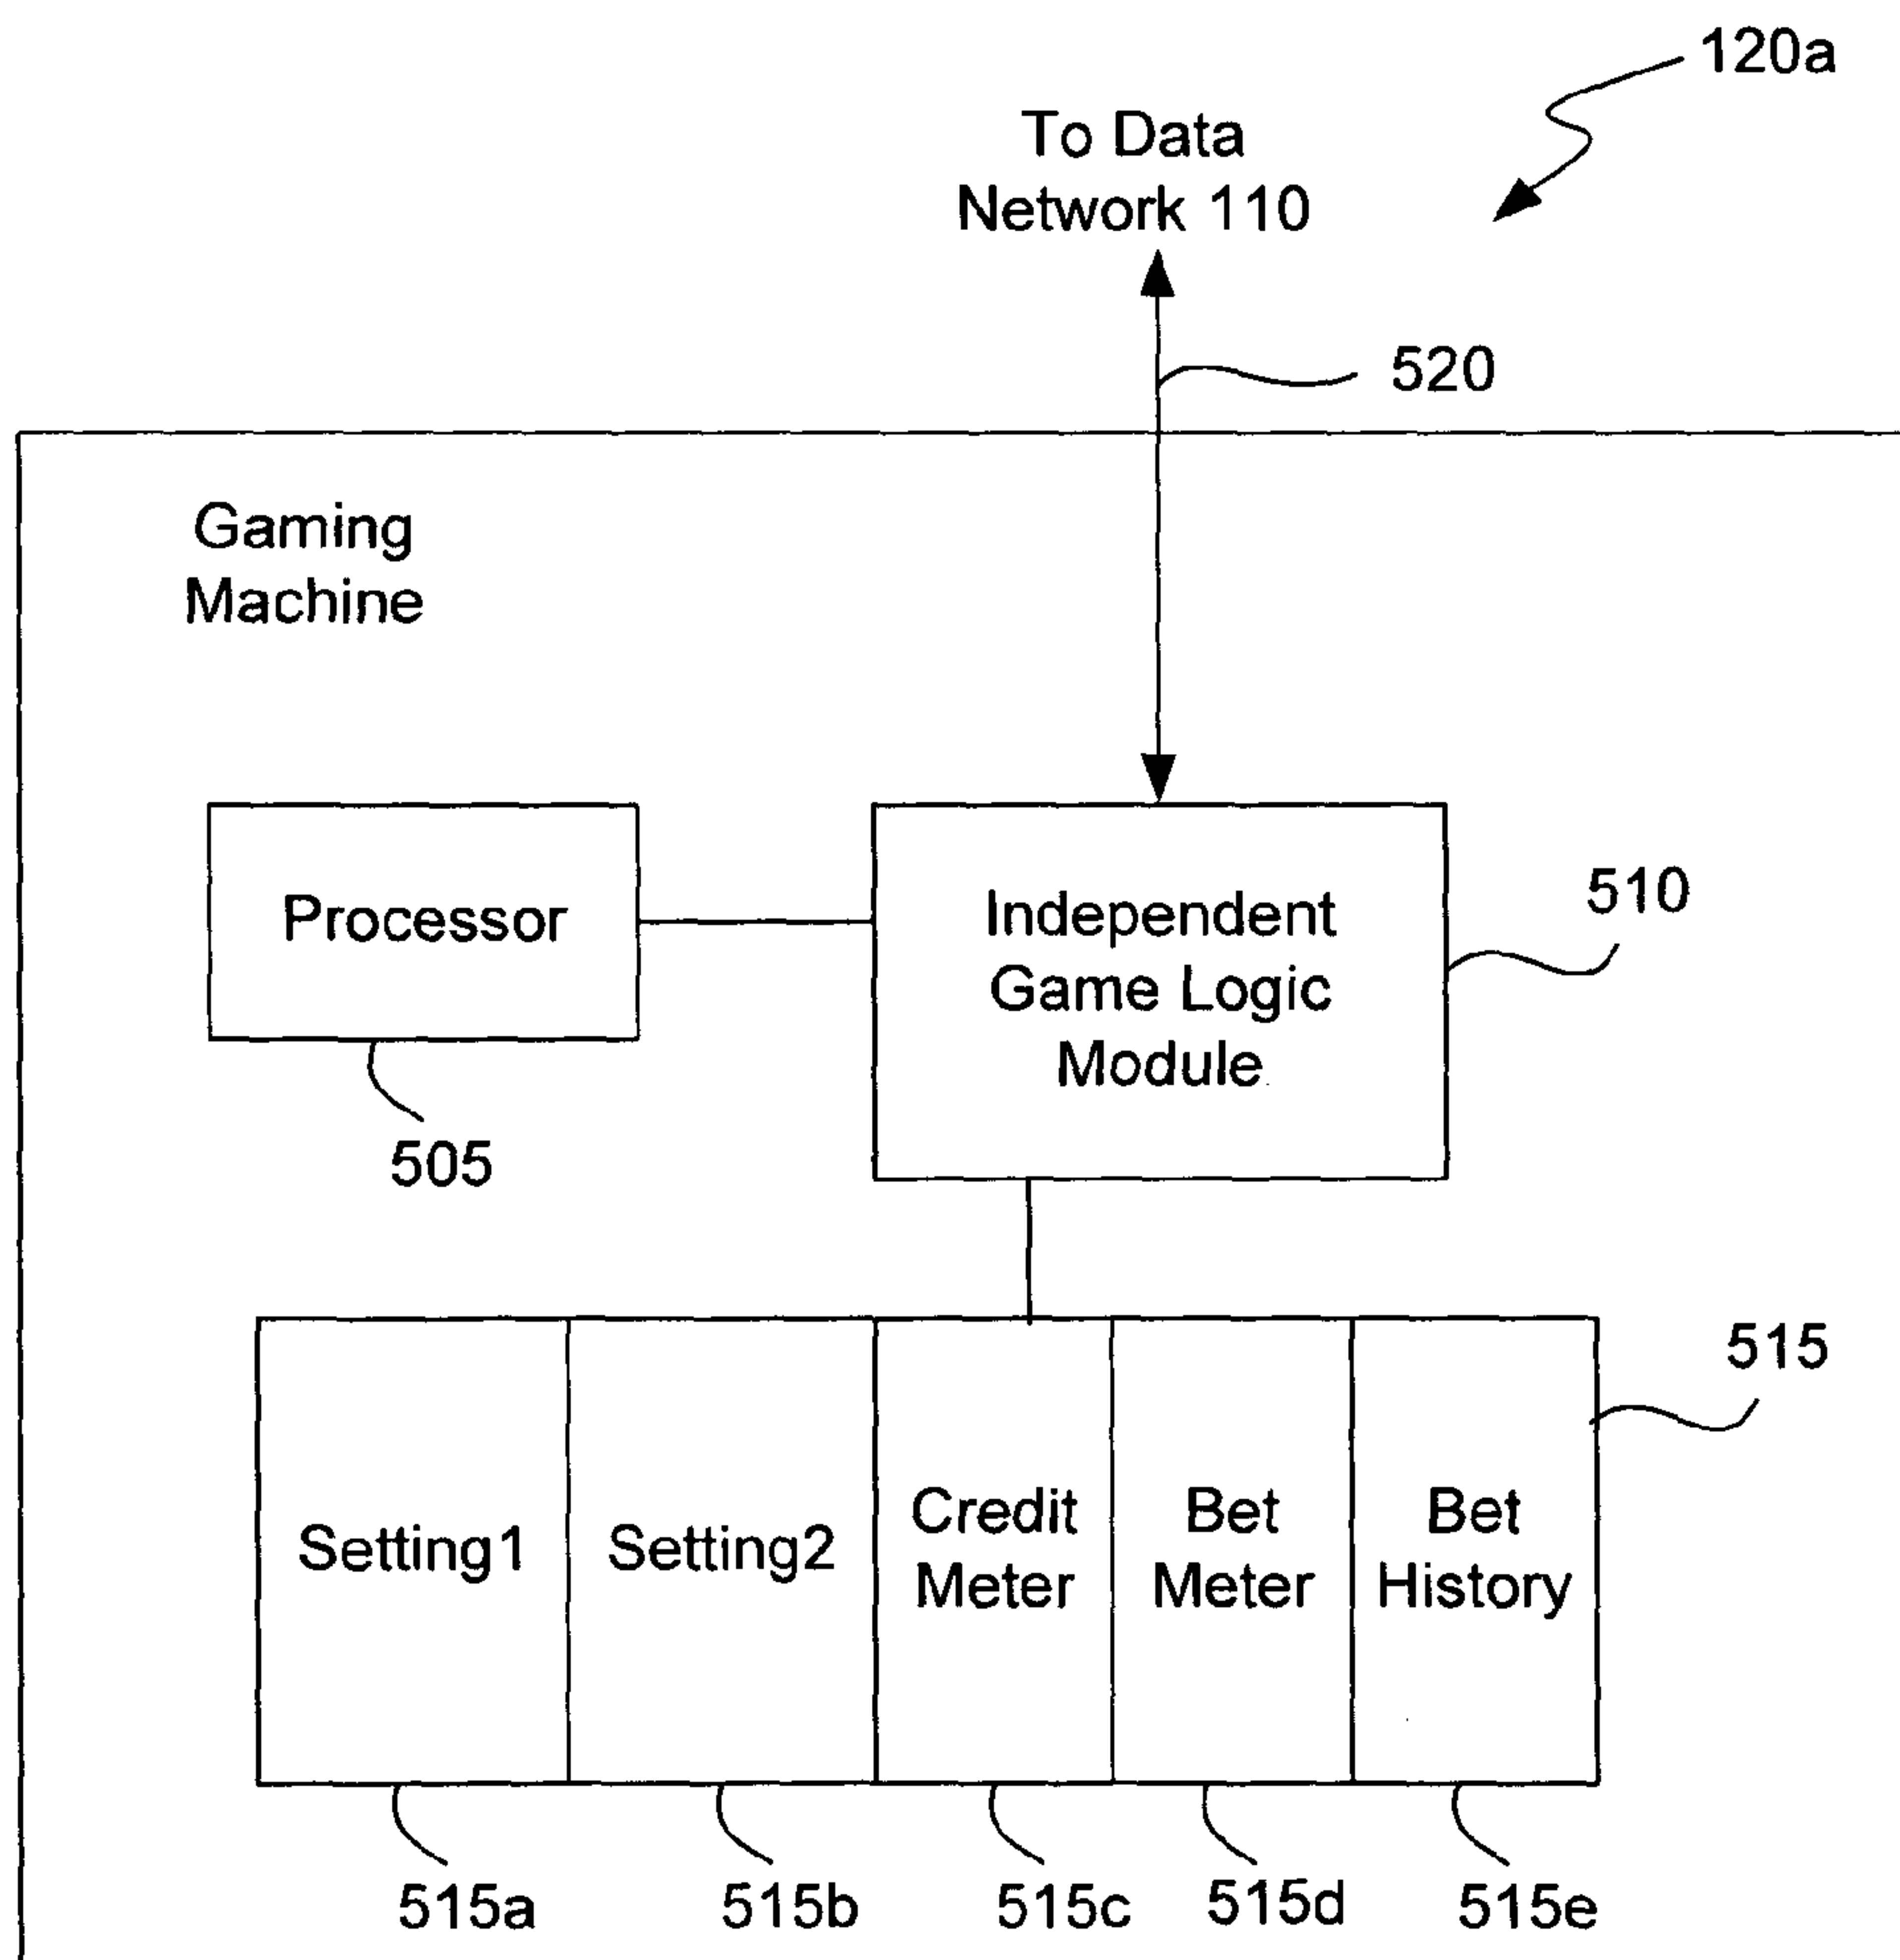 120a
To Data
Network 110
520
Gaming
Machine
Processor
Independent
Game Logic
Module
510
505
515
Setting1
Setting2
Credit
Meter
Bet
Meter
Bet
History
515a
515b
515c
515d
515e